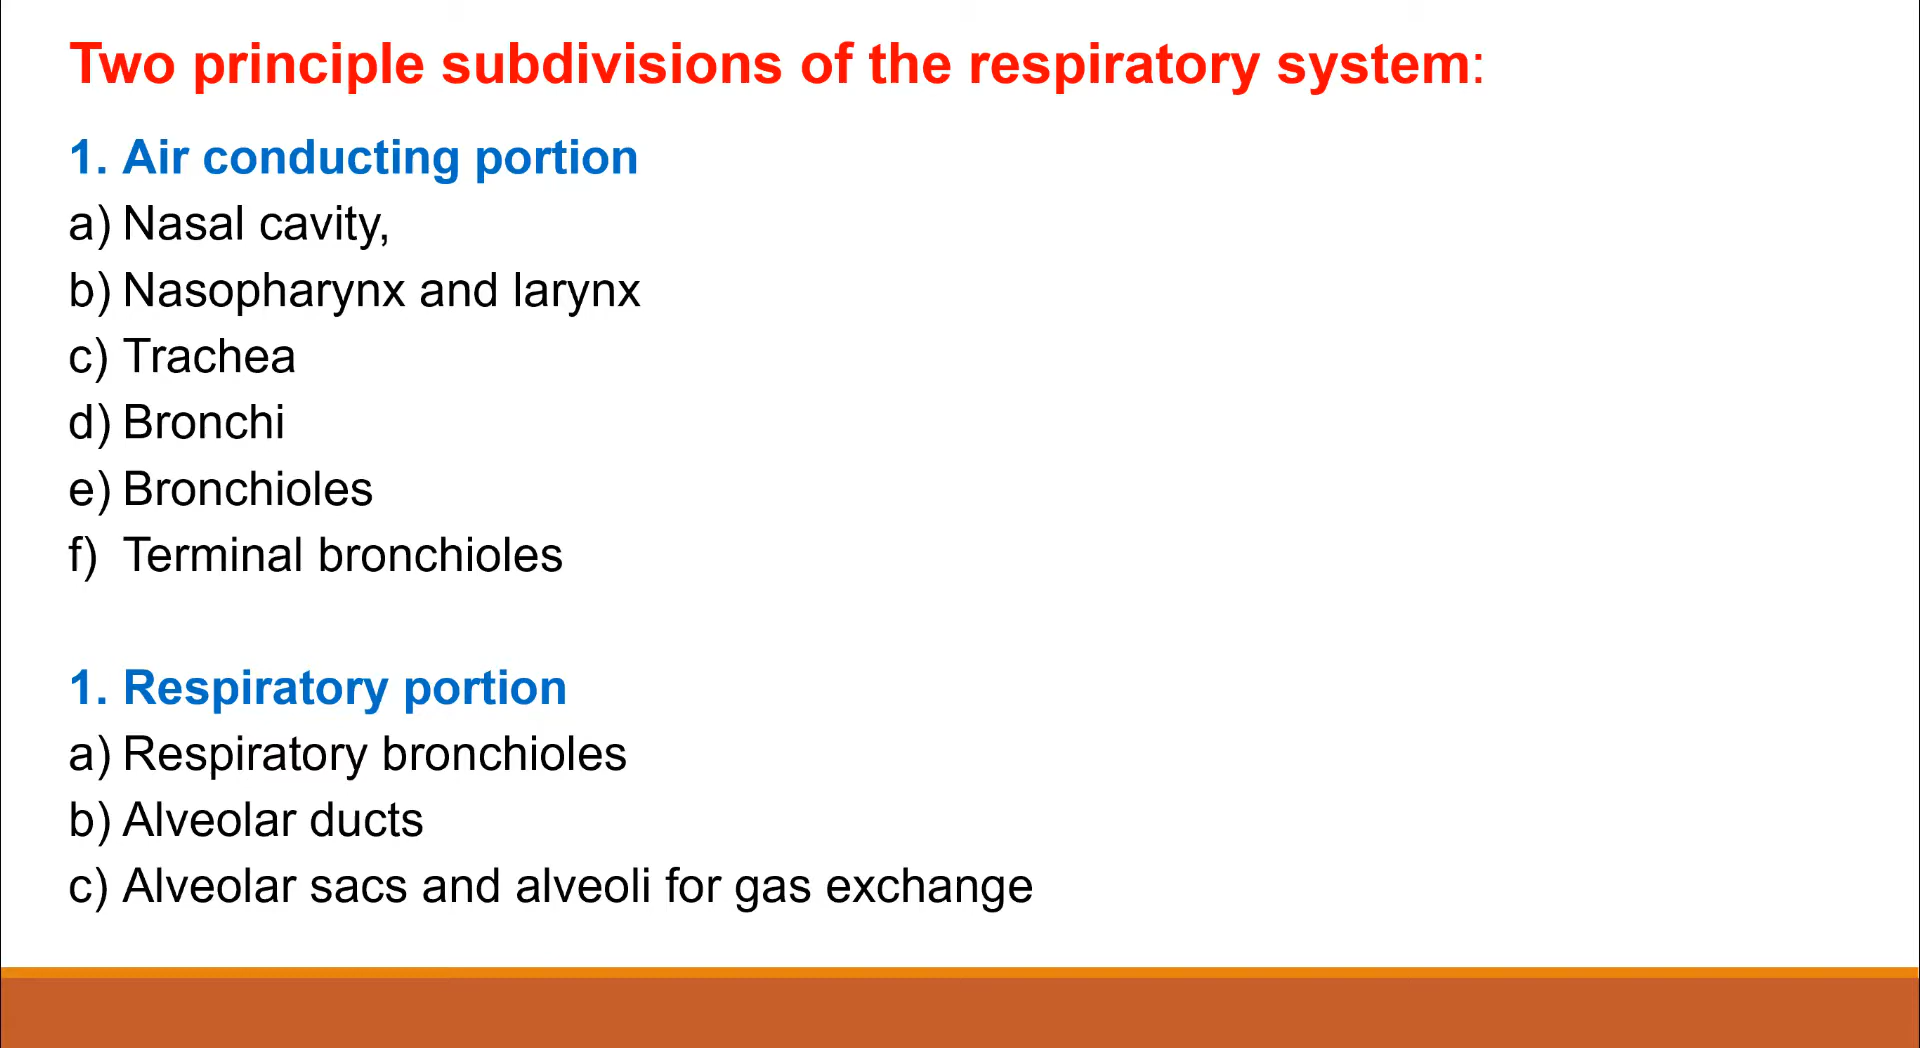 Two principle subdivisions of the respiratory system:
1. Air conducting portion
a) Nasal cavity,
b) Nasopharynx and larynx
c) Trachea
d) Bronchi
e) Bronchioles
f) Terminal bronchioles
1. Respiratory portion
a) Respiratory bronchioles
b) Alveolar ducts
c) Alveolar sacs and alveoli for gas exchange